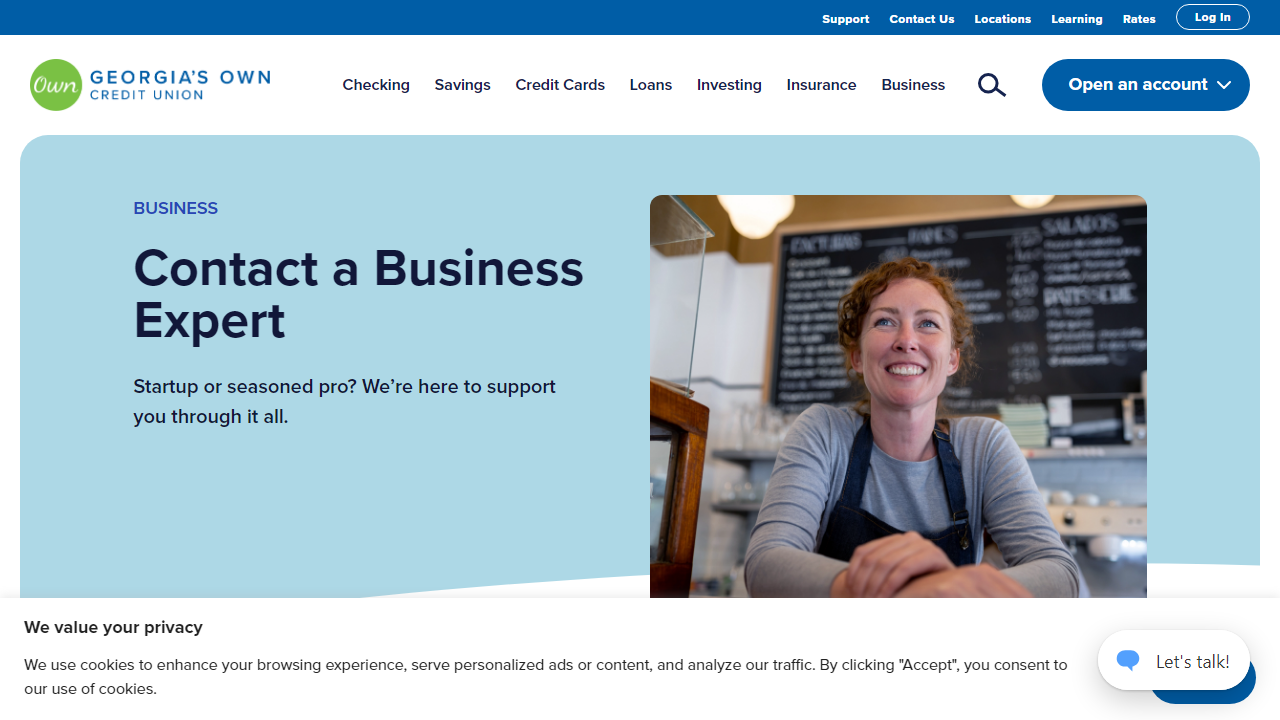 Support Contact Us Locations Learning Rates Log In
Own GEORGIA'S OWN
CREDIT UNION
Checking Savings Credit Cards Loans Investing Insurance Business Open an account
BUSINESS
Contact a Business
Expert
Startup or seasoned pro? We’re here to support
you through it all.
We value your privacy
We use cookies to enhance your browsing experience, serve personalized ads or content, and analyze our traffic. By clicking "Accept", you consent to
our use of cookies.
Let's talk!